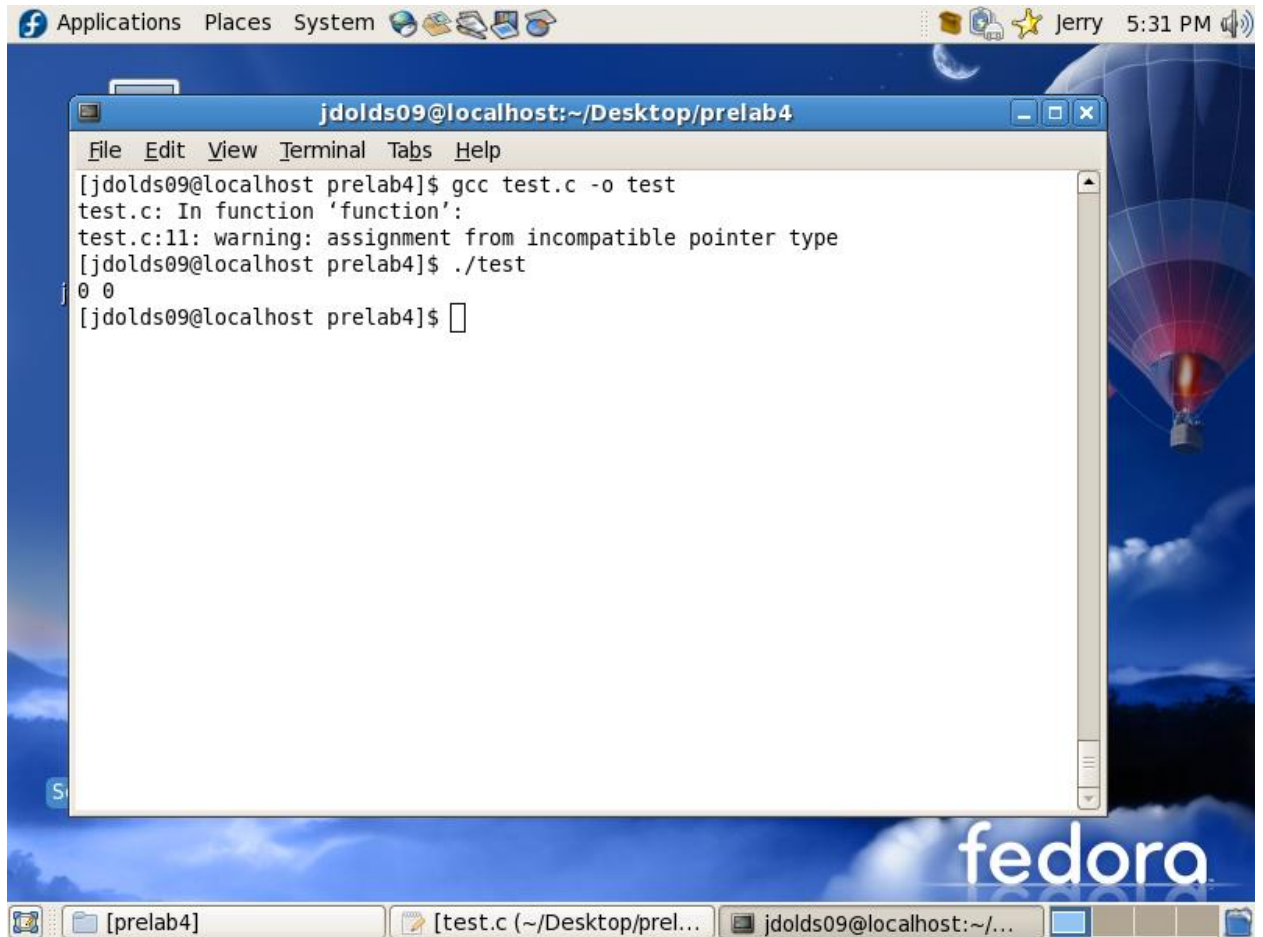 Applications Places System Jerry 5:31 PM
jdolds09@localhost:~/Desktop/prelab4
File Edit View Terminal Tabs Help
[jdolds09@localhost prelab4]$ gcc test.c -o test
test.c: In function ‘function’:
test.c:11: warning: assignment from incompatible pointer type
[jdolds09@localhost prelab4]$ ./test
0 0
[jdolds09@localhost prelab4]$
j
S
fedora
[prelab4] [test.c (~/Desktop/prel... jdolds09@localhost:~/...